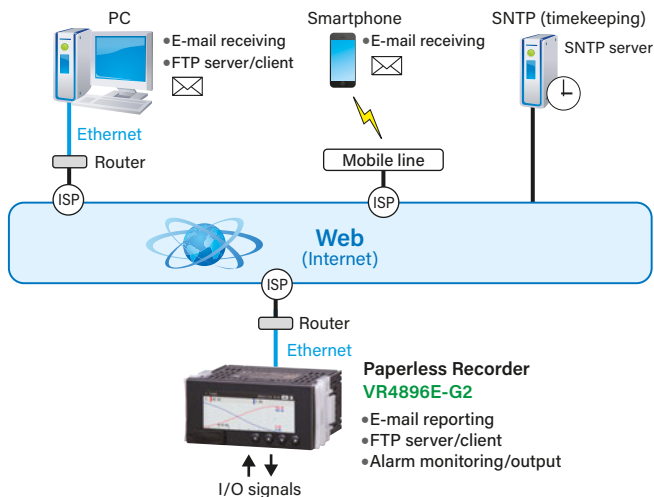 PC
•E-mail receiving
•FTP server/client
Ethernet
Router
ISP
Smartphone
•E-mail receiving
Mobile line
ISP
SNTP (timekeeping)
SNTP server
Web
(Internet)
ISP
Router
Ethernet
Paperless Recorder
VR4896E-G2
•E-mail reporting
•FTP server/client
•Alarm monitoring/output
I/O signals